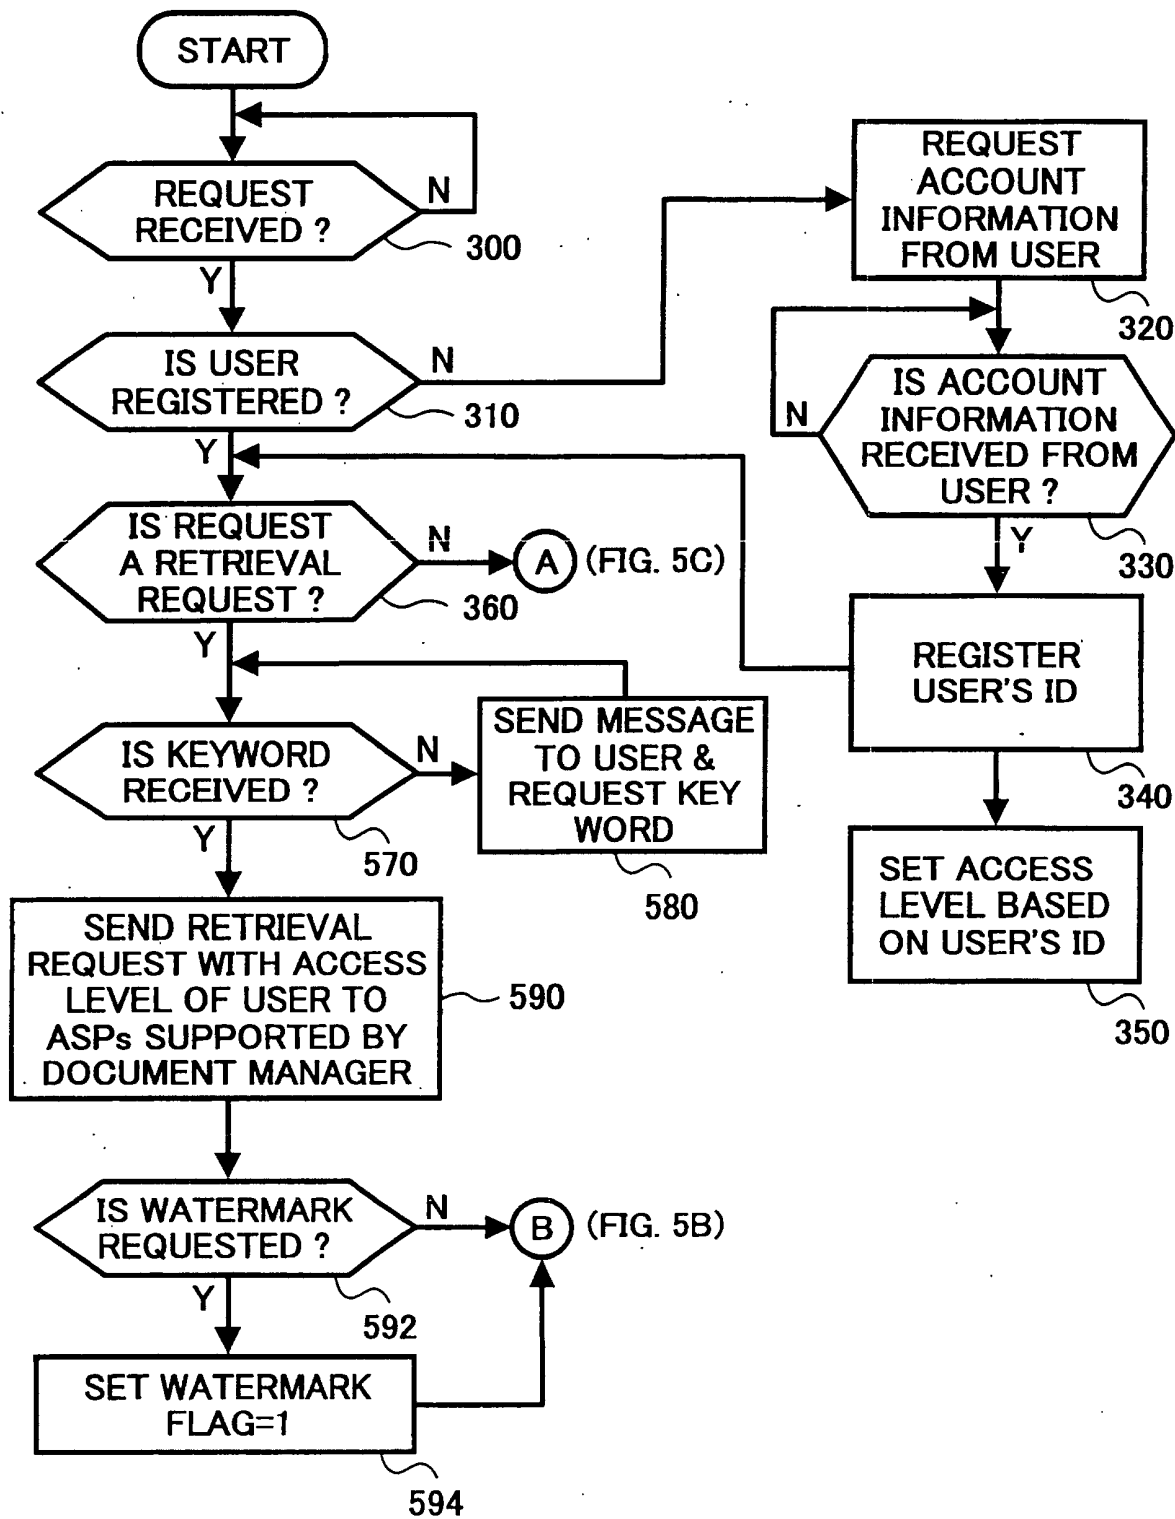 START
REQUEST
RECEIVED ?
N
300
Y
IS USER
REGISTERED ?
N
310
Y
IS REQUEST
A RETRIEVAL
REQUEST ?
N
A
(FIG. 5C)
360
Y
IS KEYWORD
RECEIVED ?
N
570
Y
SEND MESSAGE
TO USER &
REQUEST KEY
WORD
580
SEND RETRIEVAL
REQUEST WITH ACCESS
LEVEL OF USER TO
ASPs SUPPORTED BY
DOCUMENT MANAGER
590
IS WATERMARK
REQUESTED ?
N
B
(FIG. 5B)
592
Y
SET WATERMARK
FLAG=1
594
REQUEST
ACCOUNT
INFORMATION
FROM USER
320
IS ACCOUNT
INFORMATION
RECEIVED FROM
USER ?
N
330
Y
REGISTER
USER'S ID
340
SET ACCESS
LEVEL BASED
ON USER'S ID
350